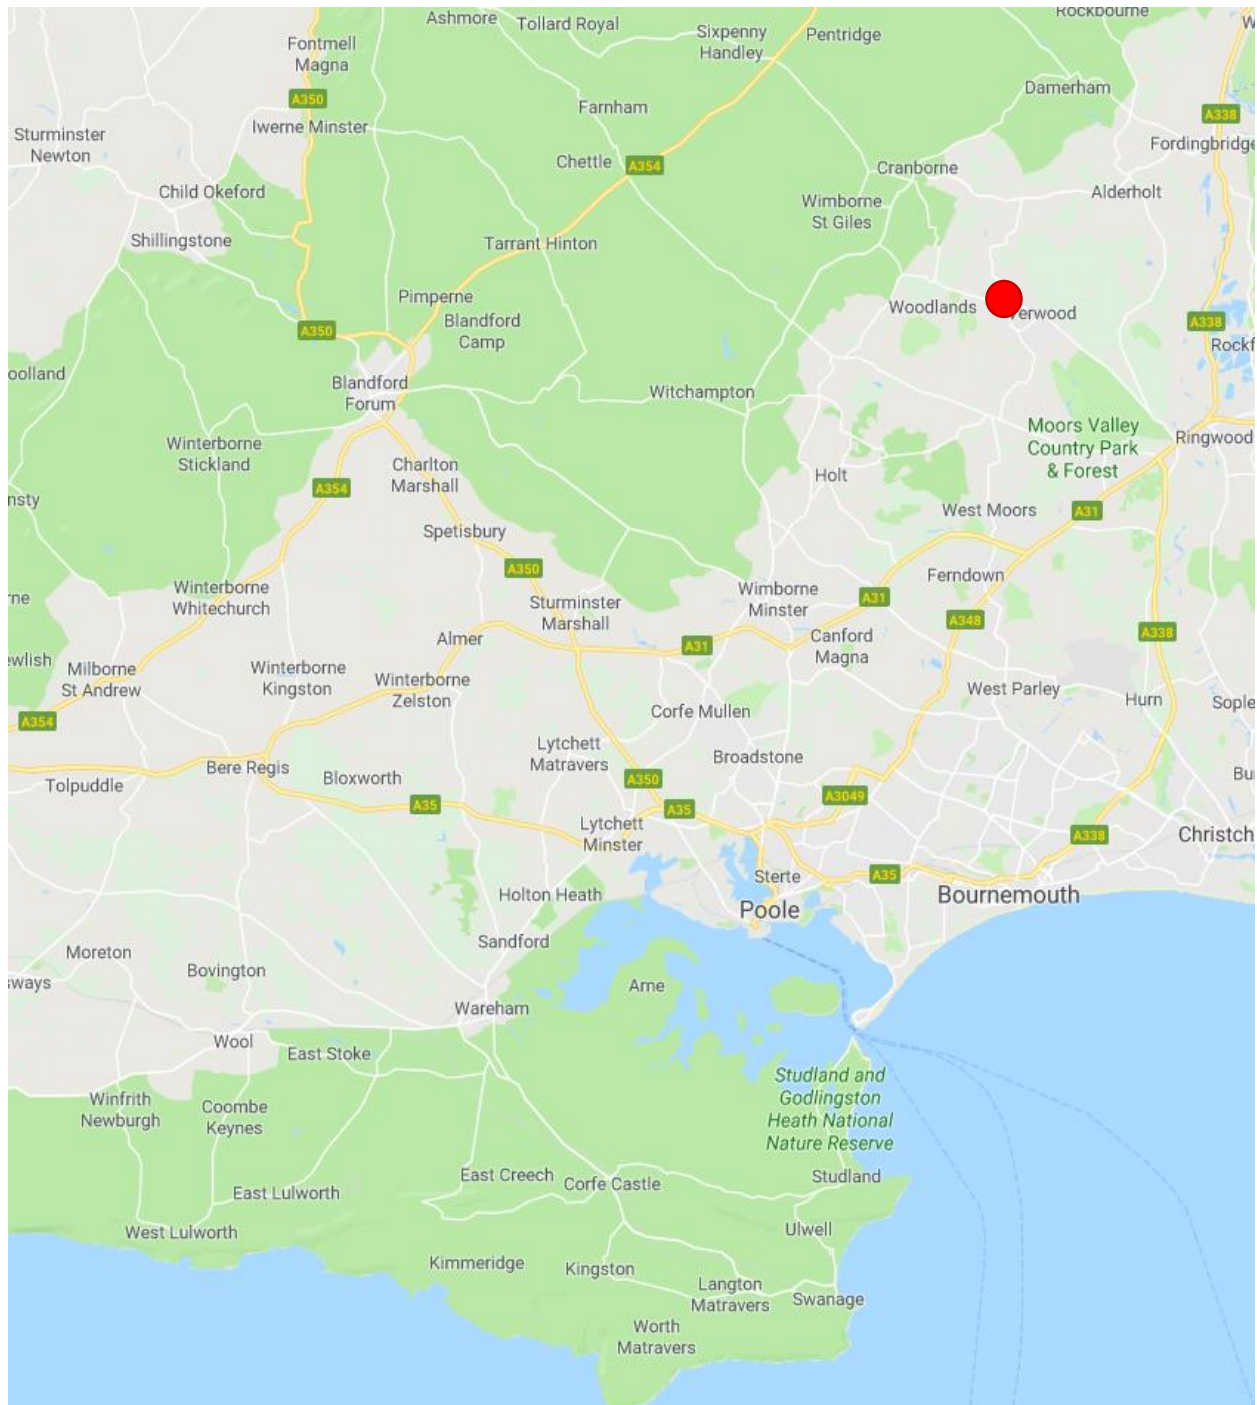 Ashmore
Tollard Royal
Sixpenny
Handley
Pentridge
Rockbourne
Fontmell
Magna
Damerham
A350
Farnham
A338
Sturminster
Newton
Iwerne Minster
Fordingbridge
Chettle
A354
Cranborne
Child Okeford
Alderholt
Wimborne
St Giles
Shillingstone
Tarrant Hinton
Pimperne
Woodlands
erwood
Blandford
Camp
A350
A338
Rockf
oolland
Blandford
Forum
Witchampton
Moors Valley
Country Park
& Forest
Winterborne
Stickland
Ringwood
Charlton
Marshall
Holt
nsty
A354
West Moors
A31
Spetisbury
A350
Ferndown
Winterborne
Whitechurch
Wimborne
Minster
A31
rne
Sturminster
Marshall
A348
A338
Almer
A31
Canford
Magna
ewlish
Milborne
St Andrew
Winterborne
Kingston
Winterborne
Zelston
West Parley
Hurn
Sople
A354
Corfe Mullen
Lytchett
Matravers
Broadstone
Bere Regis
Bloxworth
A350
Bu
Tolpuddle
A35
A35
A3049
Lytchett
Minster
A338
Christch
Sterte
A35
Holton Heath
Bournemouth
Poole
Sandford
Moreton
Bovington
sways
Arne
Wareham
Wool
East Stoke
Studland and
Godlingston
Heath National
Nature Reserve
Winfrith
Newburgh
Coombe
Keynes
East Creech
Corfe Castle
Studland
East Lulworth
West Lulworth
Ulwell
Kimmeridge
Kingston
Langton
Matravers
Swanage
Worth
Matravers